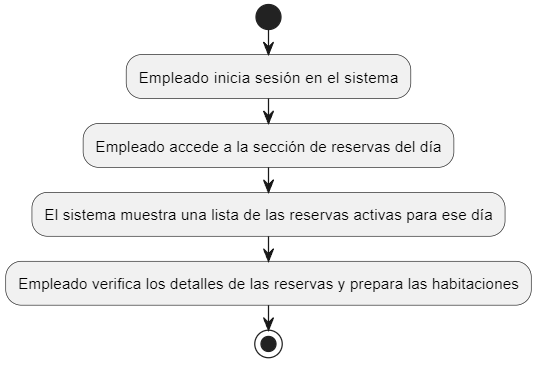 Empleado inicia sesión en el sistema
Empleado accede a la sección de reservas del día
El sistema muestra una lista de las reservas activas para ese día
Empleado verifica los detalles de las reservas y prepara las habitaciones